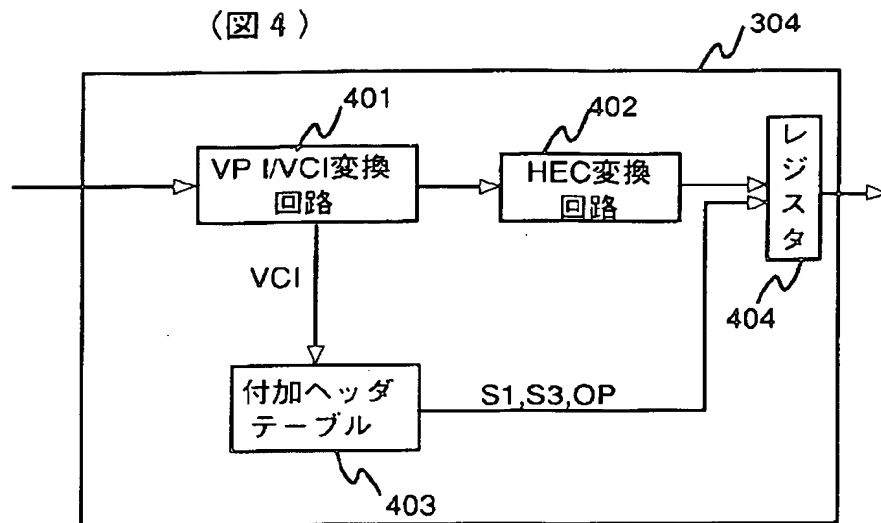 (図4)
304
401
402
VPI/VCI変換
回路
HEC変換
回路
レジスタ
VCI
404
付加ヘッダ
テーブル
S1,S3,OP
403